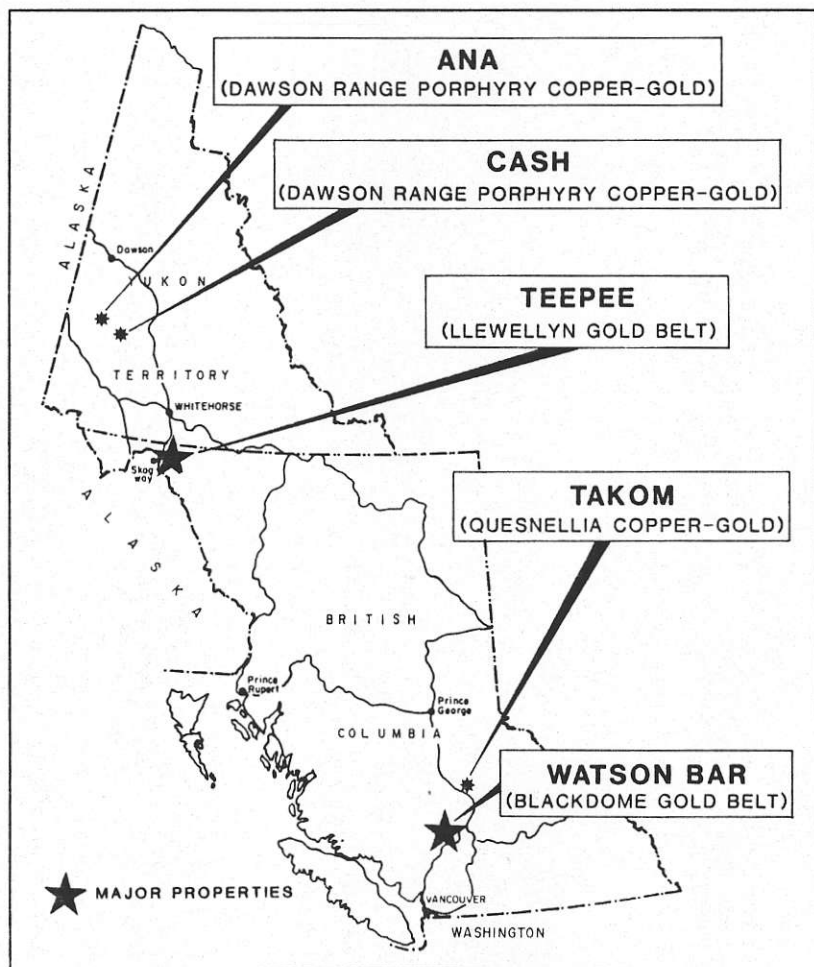 ANA
(DAWSON RANGE PORPHYRY COPPER-GOLD)
CASH
(DAWSON RANGE PORPHYRY COPPER-GOLD)
ALASKA
Dawson
YUKON
TEEPEE
(LLEWELLYN GOLD BELT)
TERRITORY
WHITEHORSE
Skag
way
ALASKA
TAKOM
(QUESNELLIA COPPER-GOLD)
BRITISH
Prince
Rupert
Prince
George
COLUMBIA
WATSON BAR
(BLACKDOME GOLD BELT)
MAJOR PROPERTIES
VANCOUVER
WASHINGTON